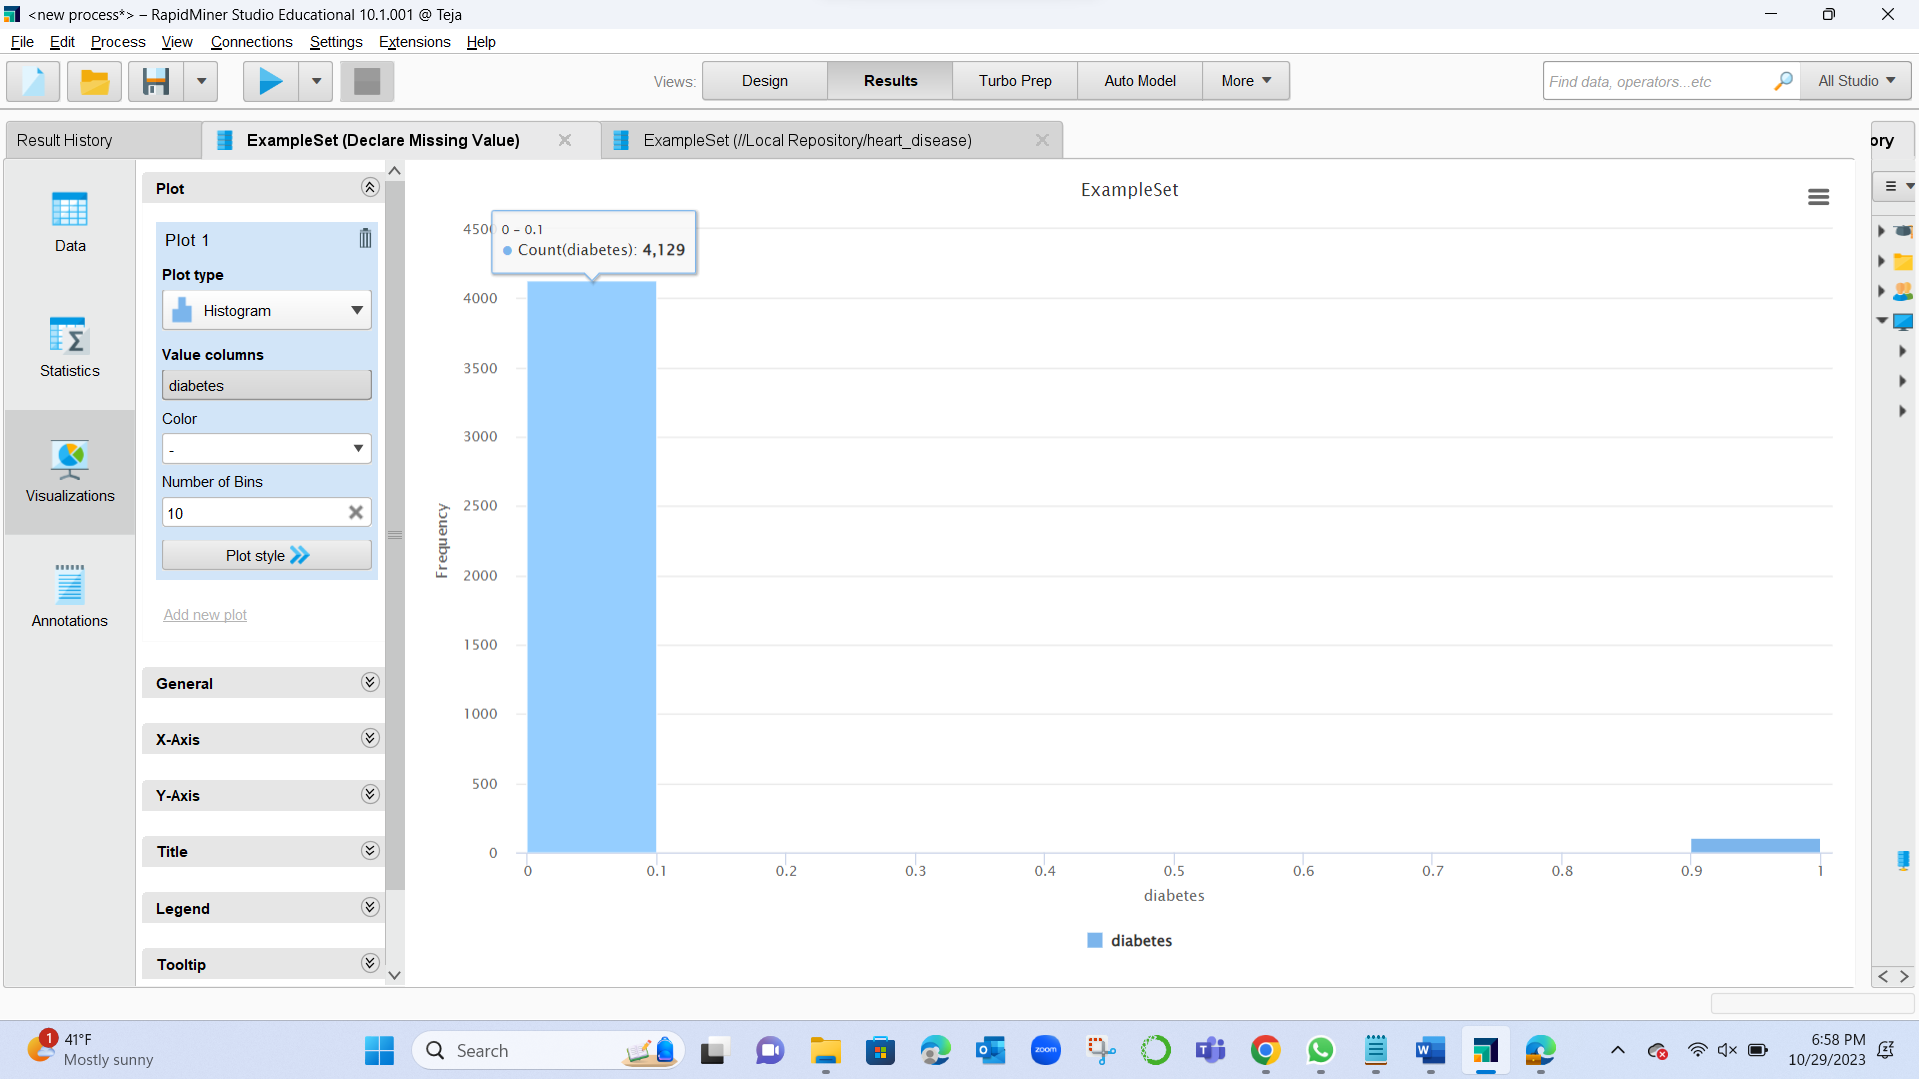 <new process*> – RapidMiner Studio Educational 10.1.001 @ Teja
File Edit Process View Connections Settings Extensions Help
Views: Design Results Turbo Prep Auto Model More
Find data, operators...etc
All Studio
Result History
ExampleSet (Declare Missing Value)
ExampleSet (//Local Repository/heart_disease)
ory
Data
Statistics
Visualizations
Annotations
Plot
Plot 1
Plot type
Histogram
Value columns
diabetes
Color
-
Number of Bins
10
Plot style
Add new plot
General
X-Axis
Y-Axis
Title
Legend
Tooltip
ExampleSet
0 – 0.1
Count(diabetes): 4,129
Frequency
4500
4000
3500
3000
2500
2000
1500
1000
500
0
0 0.1 0.2 0.3 0.4 0.5 0.6 0.7 0.8 0.9 1
diabetes
diabetes
1
41°F
Mostly sunny
Search
zoom
6:58 PM
10/29/2023